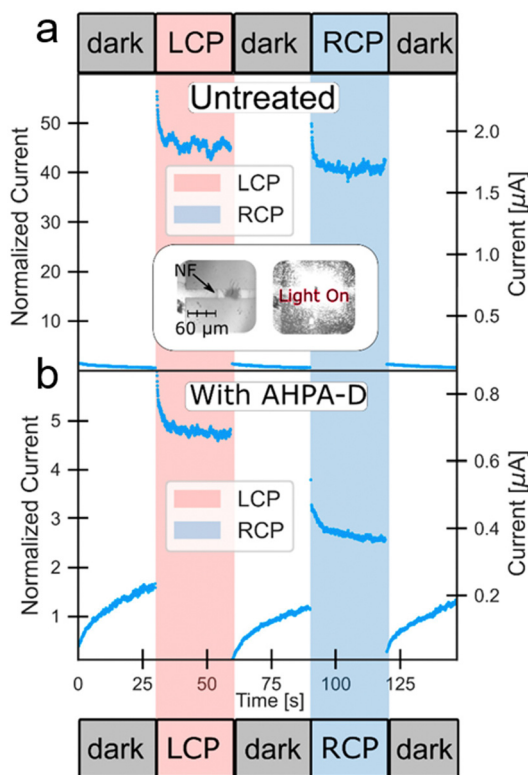 a
dark LCP dark RCP dark
Untreated
Normalized Current
50
40
30
20
10
LCP
RCP
NF
60 µm
Light On
2.0
1.5
1.0
0.5
Current [µA]
b
With AHPA-D
Normalized Current
5
4
3
2
1
LCP
RCP
0.8
0.6
0.4
0.2
Current [µA]
0 25 50 75 100 125
Time [s]
dark LCP dark RCP dark